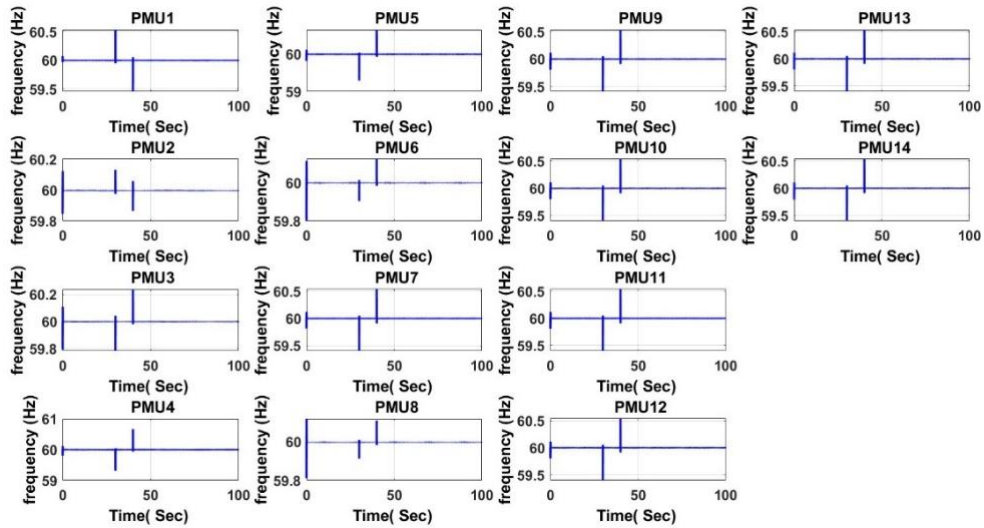 PMU1
frequency (Hz)
60.5
60
59.5
0
50
100
Time( Sec)
PMU5
frequency (Hz)
60
59
0
50
100
Time( Sec)
PMU9
frequency (Hz)
60.5
60
59.5
0
50
100
Time( Sec)
PMU13
frequency (Hz)
60.5
60
59.5
0
50
100
Time( Sec)
PMU2
frequency (Hz)
60.2
60
59.8
0
50
100
Time( Sec)
PMU6
frequency (Hz)
60
59.8
0
50
100
Time( Sec)
PMU10
frequency (Hz)
60.5
60
59.5
0
50
100
Time( Sec)
PMU14
frequency (Hz)
60.5
60
59.5
0
50
100
Time( Sec)
PMU3
frequency (Hz)
60.2
60
59.8
0
50
100
Time( Sec)
PMU7
frequency (Hz)
60.5
60
59.5
0
50
100
Time( Sec)
PMU11
frequency (Hz)
60.5
60
59.5
0
50
100
Time( Sec)
PMU4
frequency (Hz)
61
60
59
0
50
100
Time( Sec)
PMU8
frequency (Hz)
60
59.8
0
50
100
Time( Sec)
PMU12
frequency (Hz)
60.5
60
59.5
0
50
100
Time( Sec)